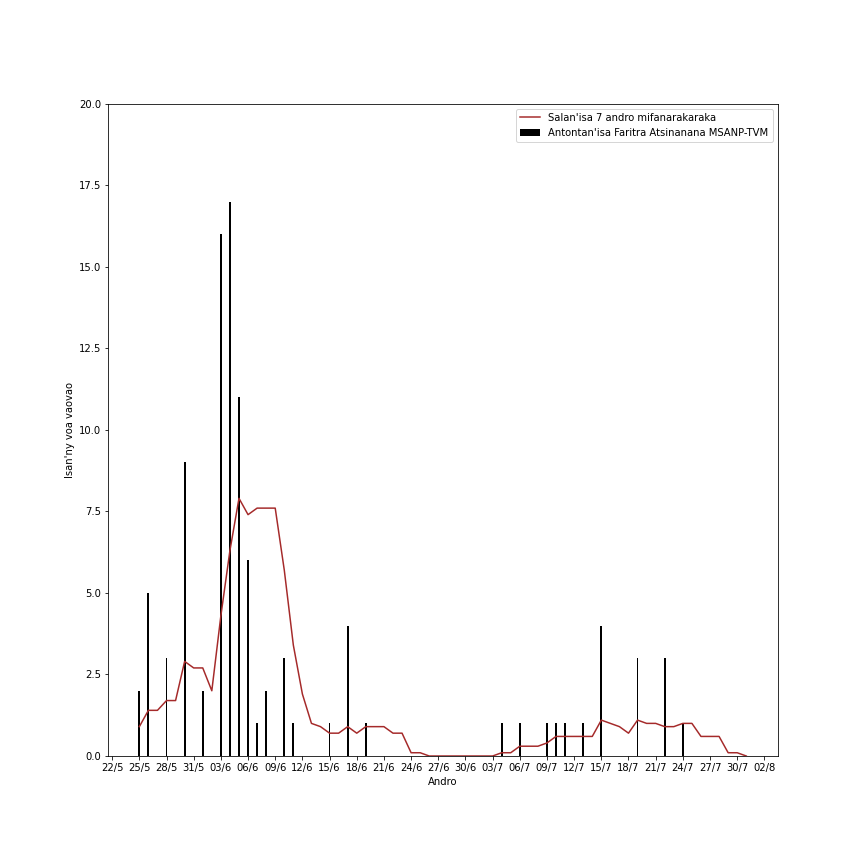 20.0
Salan'isa 7 andro mifanarakaraka
Antontan'isa Faritra Atsinanana MSANP-TVM
17.5
15.0
12.5
10.0
7.5
5.0
2.5
0.0
Isan'ny voa vaovao
22/5 25/5 28/5 31/5 03/6 06/6 09/6 12/6 15/6 18/6 21/6 24/6 27/6 30/6 03/7 06/7 09/7 12/7 15/7 18/7 21/7 24/7 27/7 30/7 02/8
Andro